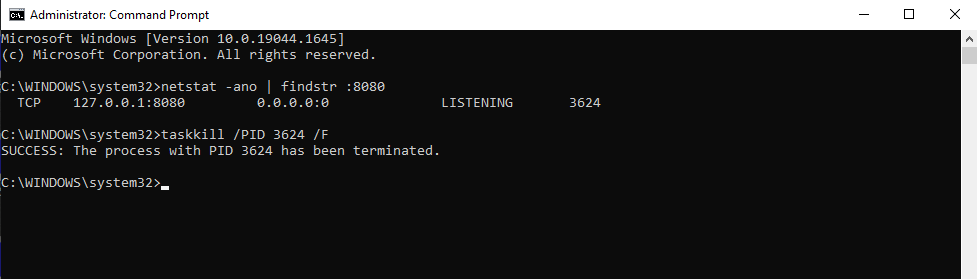 Administrator: Command Prompt
Microsoft Windows [Version 10.0.19044.1645]
(c) Microsoft Corporation. All rights reserved.
C:\WINDOWS\system32>netstat -ano | findstr :8080
TCP    127.0.0.1:8080         0.0.0.0:0              LISTENING       3624
C:\WINDOWS\system32>taskkill /PID 3624 /F
SUCCESS: The process with PID 3624 has been terminated.
C:\WINDOWS\system32>